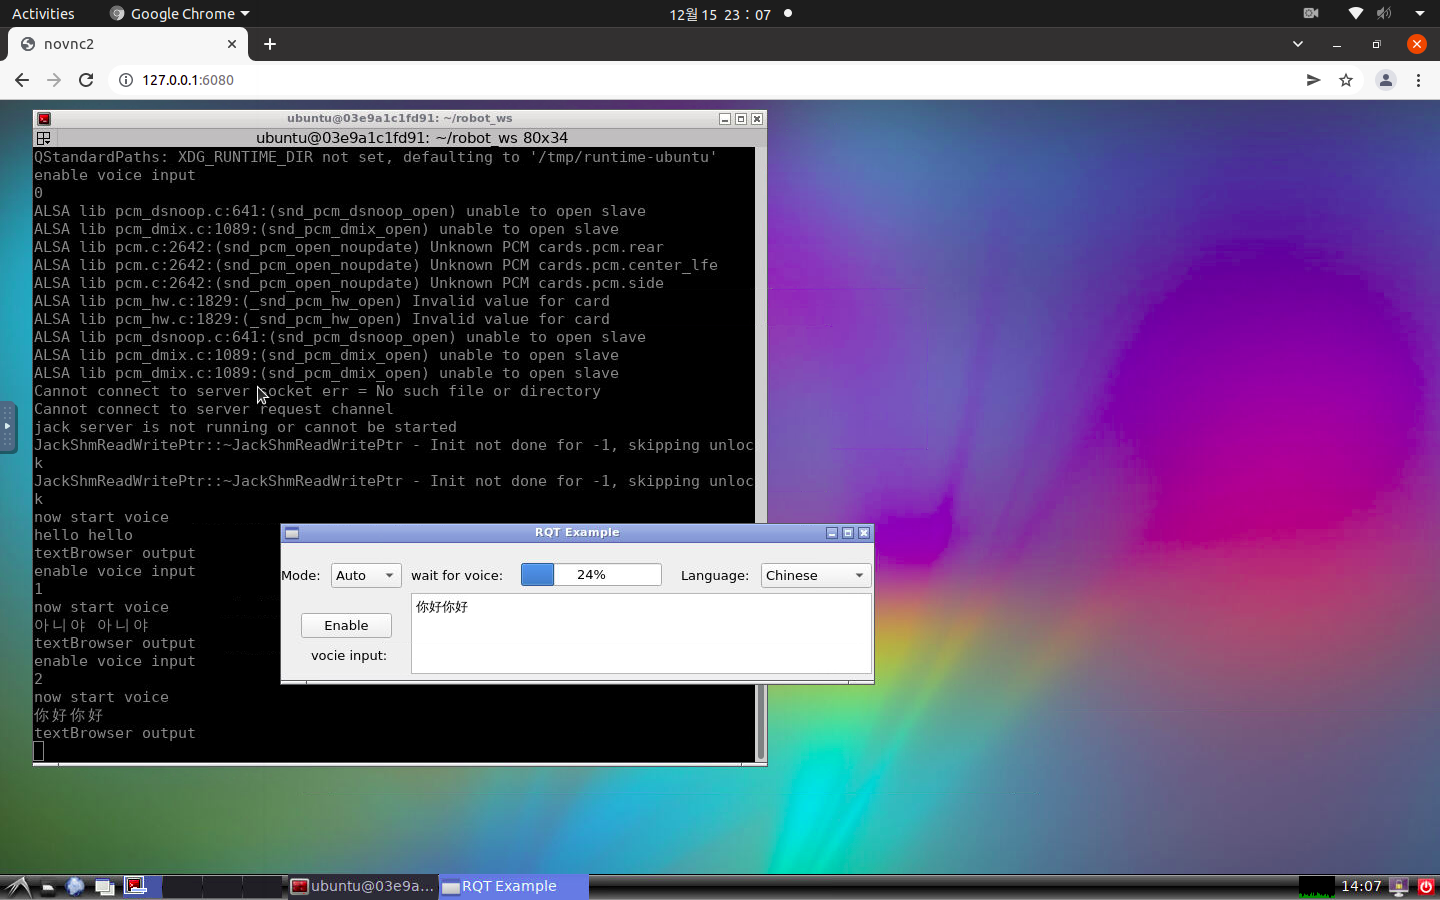 Activities
Google Chrome
12월 15 23 : 07
novnc2
127.0.0.1:6080
ubuntu@03e9a1c1fd91: ~/robot_ws
ubuntu@03e9a1c1fd91: ~/robot_ws 80x34
QStandardPaths: XDG_RUNTIME_DIR not set, defaulting to '/tmp/runtime-ubuntu'
enable voice input
0
ALSA lib pcm_dsnoop.c:641:(snd_pcm_dsnoop_open) unable to open slave
ALSA lib pcm_dmix.c:1089:(snd_pcm_dmix_open) unable to open slave
ALSA lib pcm.c:2642:(snd_pcm_open_noupdate) Unknown PCM cards.pcm.rear
ALSA lib pcm.c:2642:(snd_pcm_open_noupdate) Unknown PCM cards.pcm.center_lfe
ALSA lib pcm.c:2642:(snd_pcm_open_noupdate) Unknown PCM cards.pcm.side
ALSA lib pcm_hw.c:1829:(_snd_pcm_hw_open) Invalid value for card
ALSA lib pcm_hw.c:1829:(_snd_pcm_hw_open) Invalid value for card
ALSA lib pcm_dsnoop.c:641:(snd_pcm_dsnoop_open) unable to open slave
ALSA lib pcm_dmix.c:1089:(snd_pcm_dmix_open) unable to open slave
ALSA lib pcm_dmix.c:1089:(snd_pcm_dmix_open) unable to open slave
Cannot connect to server socket err = No such file or directory
Cannot connect to server request channel
jack server is not running or cannot be started
JackShmReadWritePtr::~JackShmReadWritePtr - Init not done for -1, skipping unloc
k
JackShmReadWritePtr::~JackShmReadWritePtr - Init not done for -1, skipping unloc
k
now start voice
hello hello
textBrowser output
enable voice input
1
now start voice
아니야 아니야
textBrowser output
enable voice input
2
now start voice
你好你好
textBrowser output
RQT Example
Mode: Auto wait for voice: 24% Language: Chinese
你好你好
Enable
vocie input:
ubuntu@03e9a...
RQT Example
14:07